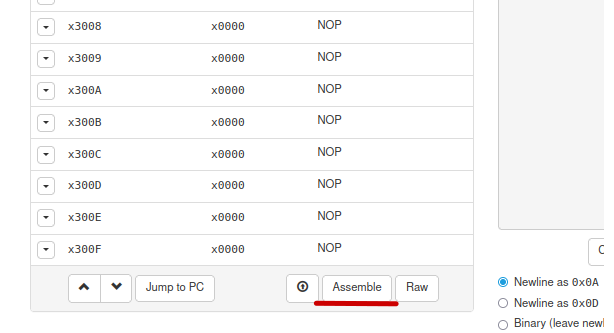 x3008 x0000 NOP
x3009 x0000 NOP
x300A x0000 NOP
x300B x0000 NOP
x300C x0000 NOP
x300D x0000 NOP
x300E x0000 NOP
x300F x0000 NOP
Jump to PC Assemble Raw
Newline as 0x0A
Newline as 0x0D
Binary (leave